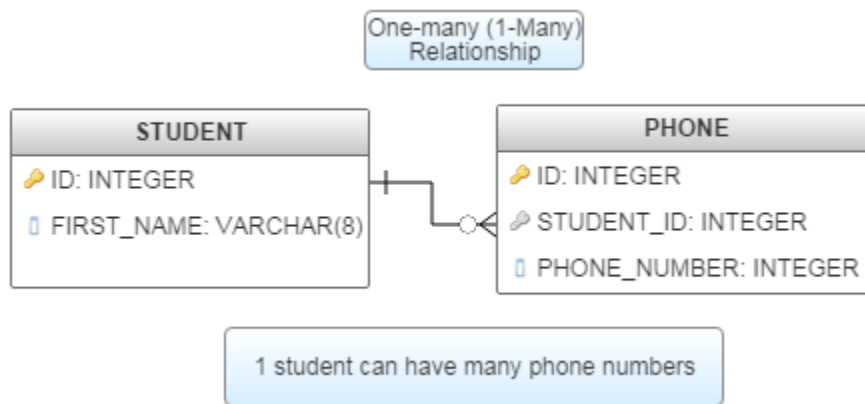 One-many (1-Many)
Relationship
STUDENT
ID: INTEGER
FIRST_NAME: VARCHAR(8)
PHONE
ID: INTEGER
STUDENT_ID: INTEGER
PHONE_NUMBER: INTEGER
1 student can have many phone numbers